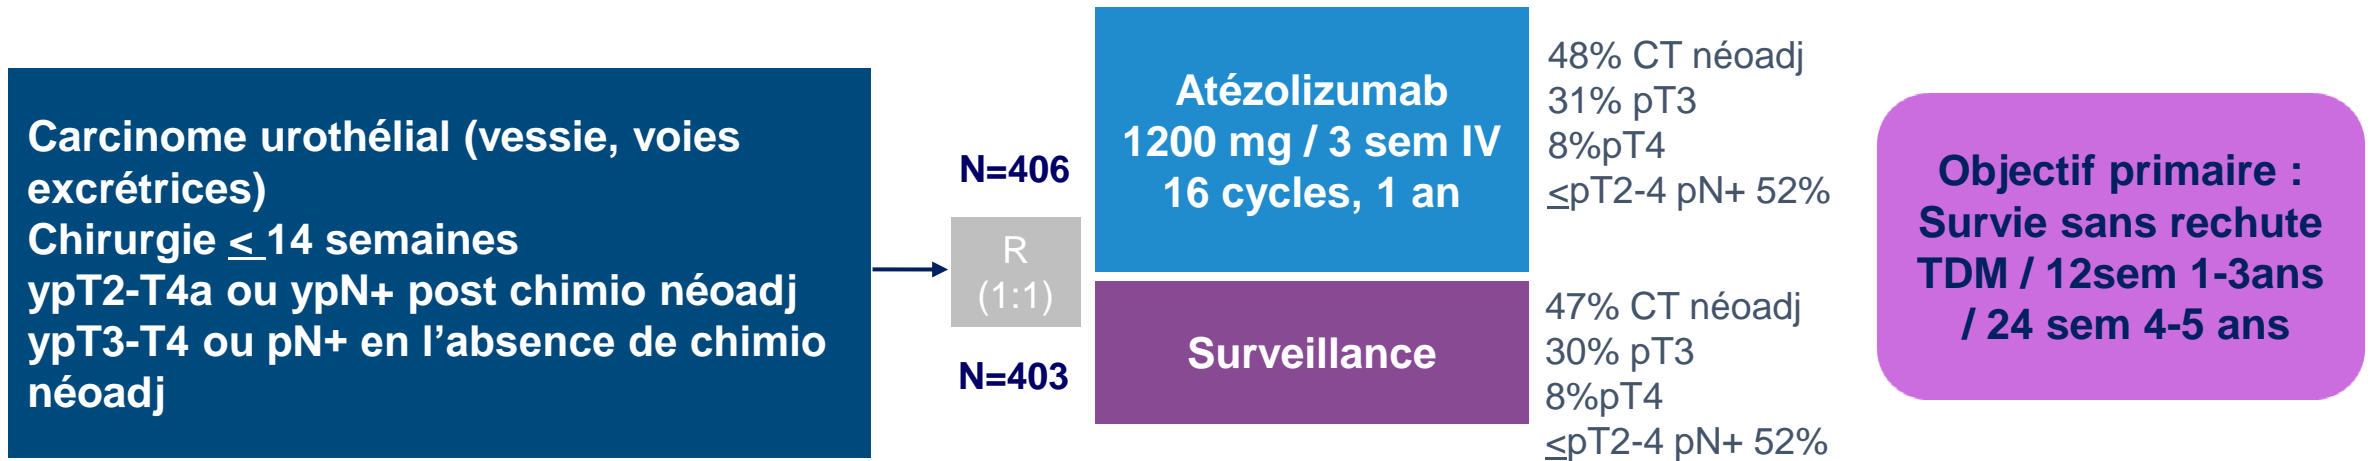 Carcinome urothélial (vessie, voies
excrétrices)
Chirurgie < 14 semaines
ypT2-T4a ou ypN+ post chimio néoadj
ypT3-T4 ou pN+ en l’absence de chimio
néoadj
N=406
R
(1:1)
N=403
Atézolizumab
1200 mg / 3 sem IV
16 cycles, 1 an
48% CT néoadj
31% pT3
8%pT4
<pT2-4 pN+ 52%
Surveillance
47% CT néoadj
30% pT3
8%pT4
<pT2-4 pN+ 52%
Objectif primaire :
Survie sans rechute
TDM / 12sem 1-3ans
/ 24 sem 4-5 ans